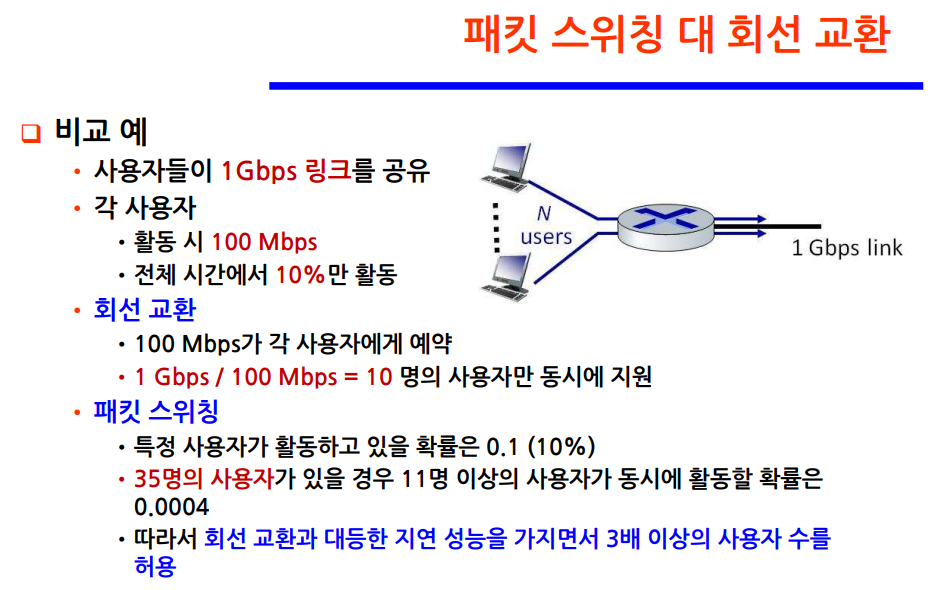 패킷 스위칭 대 회선 교환
비교 예
• 사용자들이 1Gbps 링크를 공유
• 각 사용자
• 활동 시 100 Mbps
• 전체 시간에서 10%만 활동
N
users
1 Gbps link
• 회선 교환
• 100 Mbps가 각 사용자에게 예약
• 1 Gbps / 100 Mbps = 10 명의 사용자만 동시에 지원
• 패킷 스위칭
• 특정 사용자가 활동하고 있을 확률은 0.1 (10%)
• 35명의 사용자가 있을 경우 11명 이상의 사용자가 동시에 활동할 확률은
0.0004
• 따라서 회선 교환과 대등한 지연 성능을 가지면서 3배 이상의 사용자 수를
허용